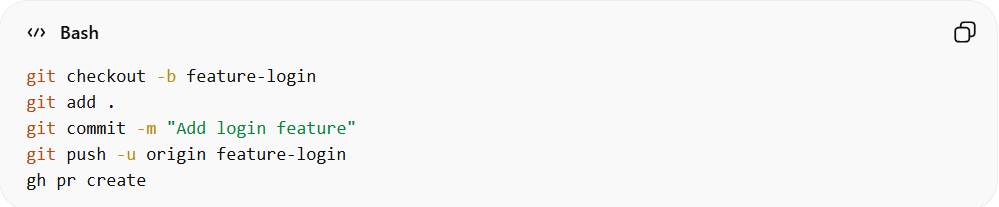 Bash
git checkout -b feature-login
git add .
git commit -m "Add login feature"
git push -u origin feature-login
gh pr create